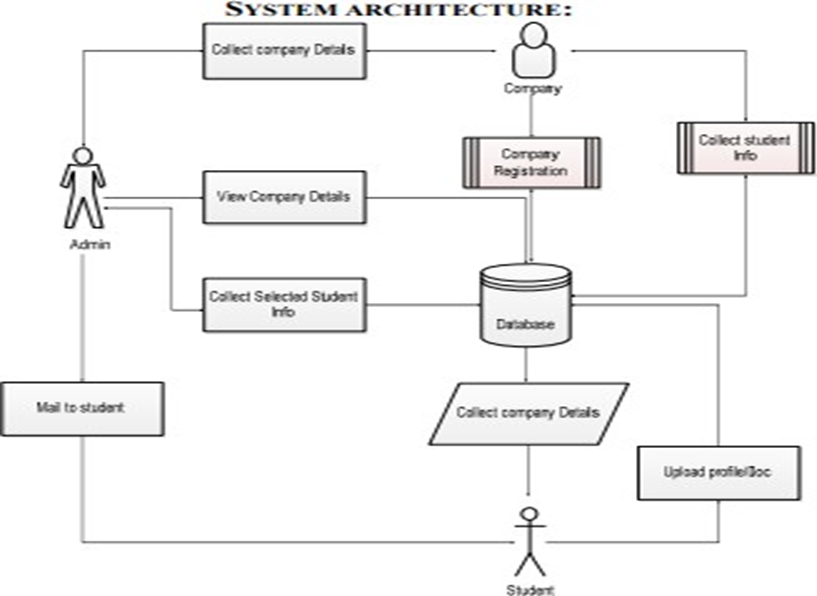 SYSTEM ARCHITECTURE:
Collect company Details
Company
Company
Registration
Collect student
Info
View Company Details
Admin
Collect Selected Student
Info
Database
Mail to student
Collect company Details
Upload profile/Doc
Student